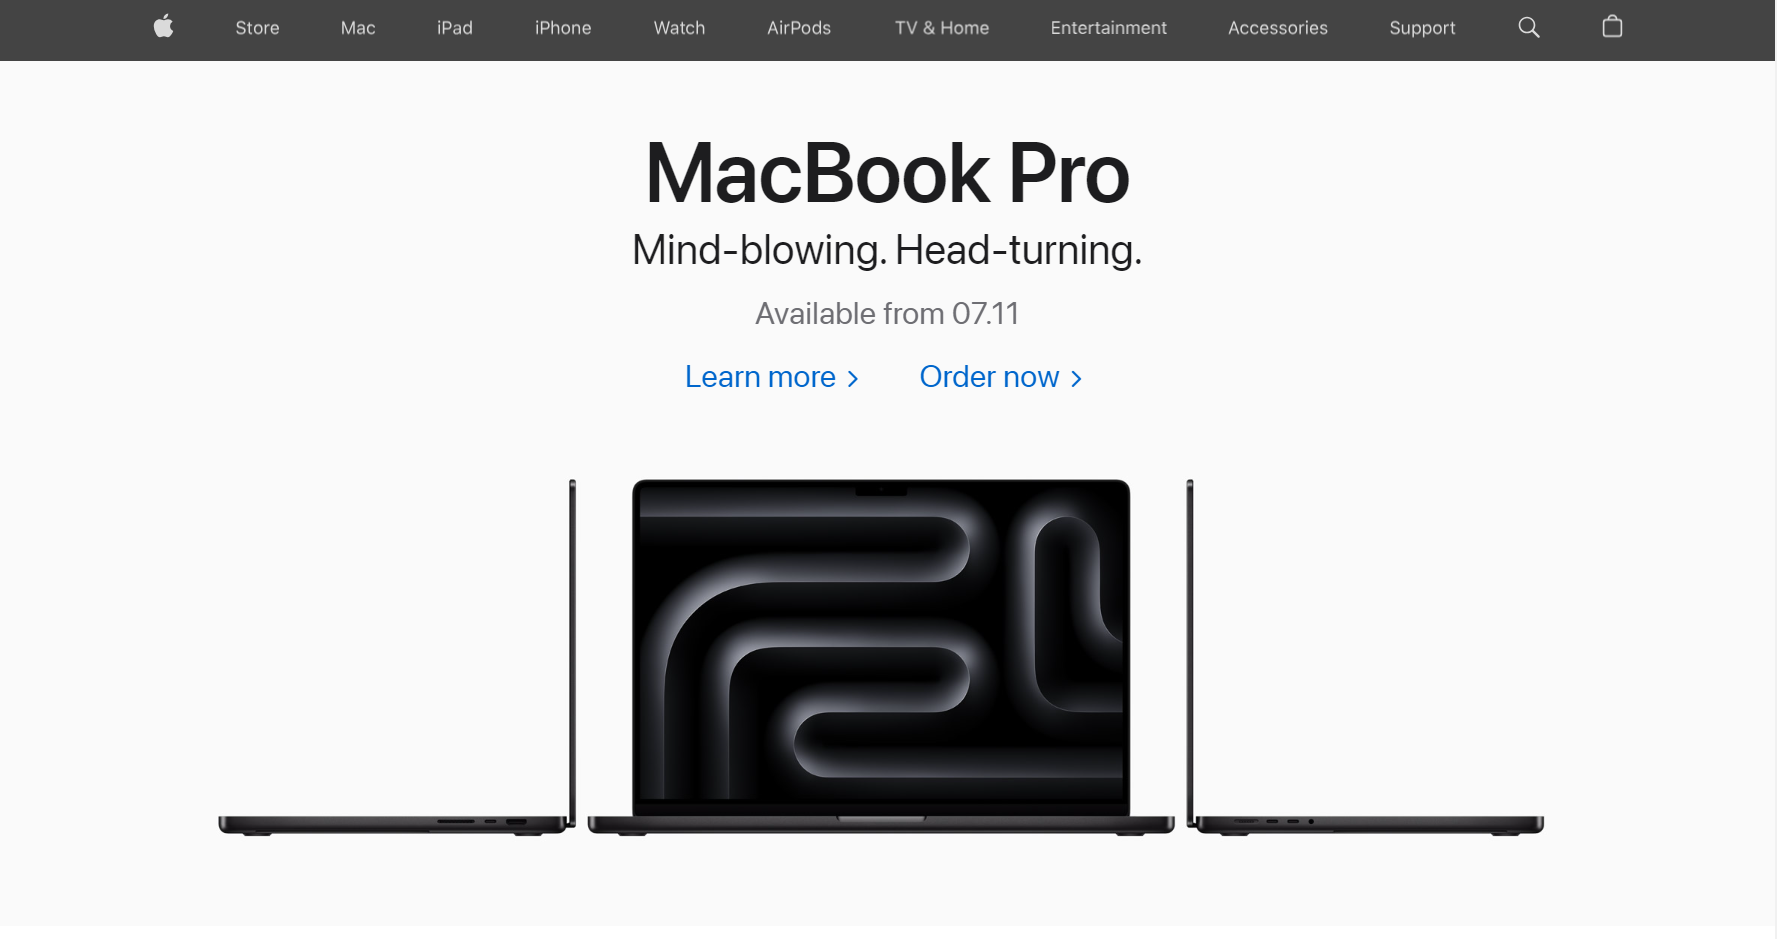 Store Mac iPad iPhone Watch AirPods TV & Home Entertainment Accessories Support
MacBook Pro
Mind-blowing. Head-turning.
Available from 07.11
Learn more > Order now >